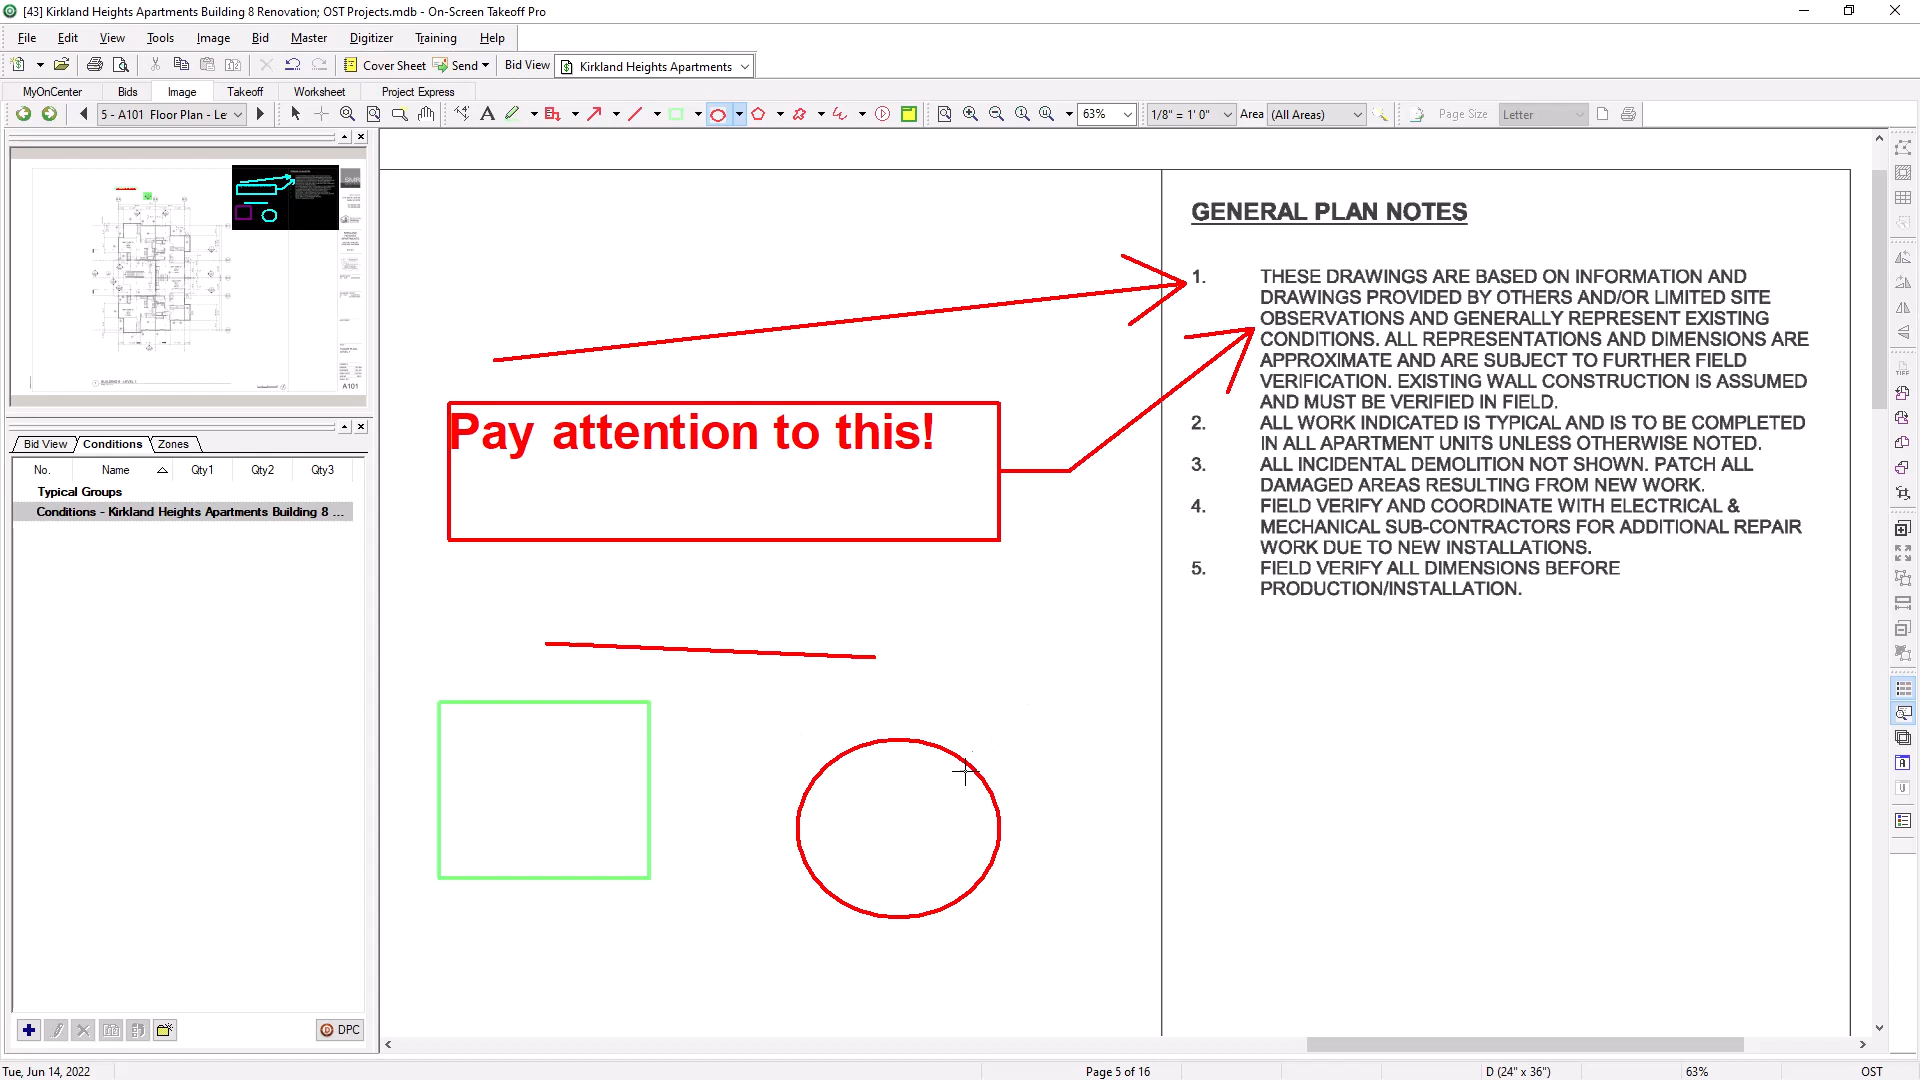 [43] Kirkland Heights Apartments Building 8 Renovation; OST Projects.mdb - On-Screen Takeoff Pro
File Edit View Tools Image Bid Master Digitizer Training Help
Cover Sheet Send Bid View Kirkland Heights Apartments
MyOnCenter Bids Image Takeoff Worksheet Project Express
5 - A101 Floor Plan - Le 63% 1/8" = 1' 0" Area (All Areas) Page Size Letter
A101
Bid View Conditions Zones
No. Name Qty1 Qty2 Qty3
Typical Groups
Conditions - Kirkland Heights Apartments Building 8 ...
DPC
Pay attention to this!
GENERAL PLAN NOTES
1. THESE DRAWINGS ARE BASED ON INFORMATION AND
DRAWINGS PROVIDED BY OTHERS AND/OR LIMITED SITE
OBSERVATIONS AND GENERALLY REPRESENT EXISTING
CONDITIONS. ALL REPRESENTATIONS AND DIMENSIONS ARE
APPROXIMATE AND ARE SUBJECT TO FURTHER FIELD
VERIFICATION. EXISTING WALL CONSTRUCTION IS ASSUMED
AND MUST BE VERIFIED IN FIELD.
2. ALL WORK INDICATED IS TYPICAL AND IS TO BE COMPLETED
IN ALL APARTMENT UNITS UNLESS OTHERWISE NOTED.
3. ALL INCIDENTAL DEMOLITION NOT SHOWN. PATCH ALL
DAMAGED AREAS RESULTING FROM NEW WORK.
4. FIELD VERIFY AND COORDINATE WITH ELECTRICAL &
MECHANICAL SUB-CONTRACTORS FOR ADDITIONAL REPAIR
WORK DUE TO NEW INSTALLATIONS.
5. FIELD VERIFY ALL DIMENSIONS BEFORE
PRODUCTION/INSTALLATION.
Tue, Jun 14, 2022 Page 5 of 16 D (24" x 36") 63% OST